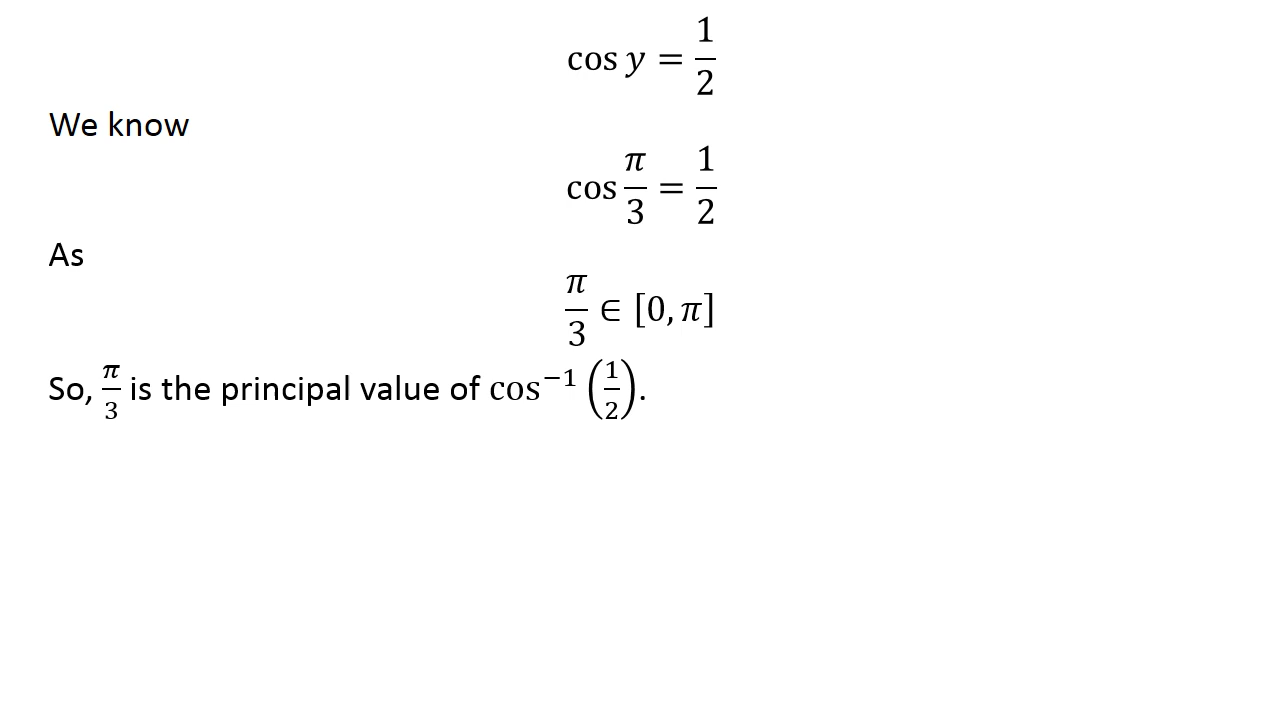 cos y = 1/2
We know
cos π/3 = 1/2
As
π/3 ∈ [0, π]
So, π/3 is the principal value of cos⁻¹ (1/2).